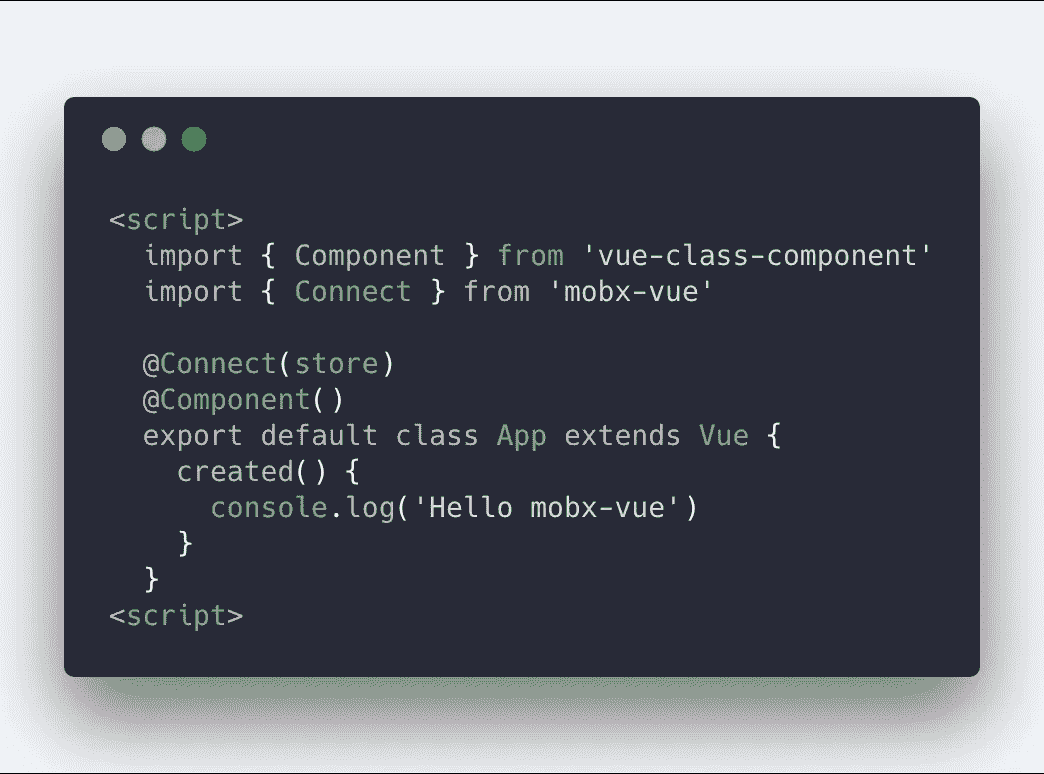 <script>
import { Component } from 'vue-class-component'
import { Connect } from 'mobx-vue'
@Connect(store)
@Component()
export default class App extends Vue {
created() {
console.log('Hello mobx-vue')
}
}
<script>